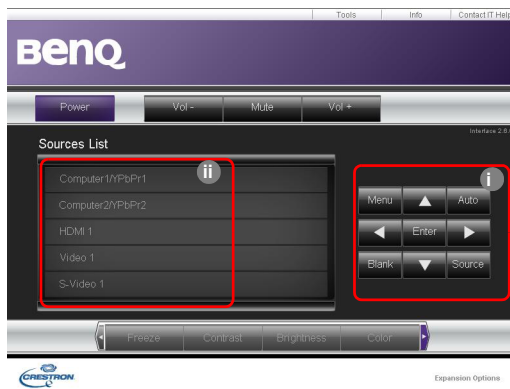 Tools Info Contact IT Help
BenQ
Power Vol - Mute Vol +
Interface 2.8.
Sources List
ii
i
Computer1/YPbPr1
Computer2/YPbPr2
HDMI 1
Video 1
S-Video 1
Menu Auto
Enter
Blank Source
Freeze Contrast Brightness Color
CRESTRON
Expansion Options